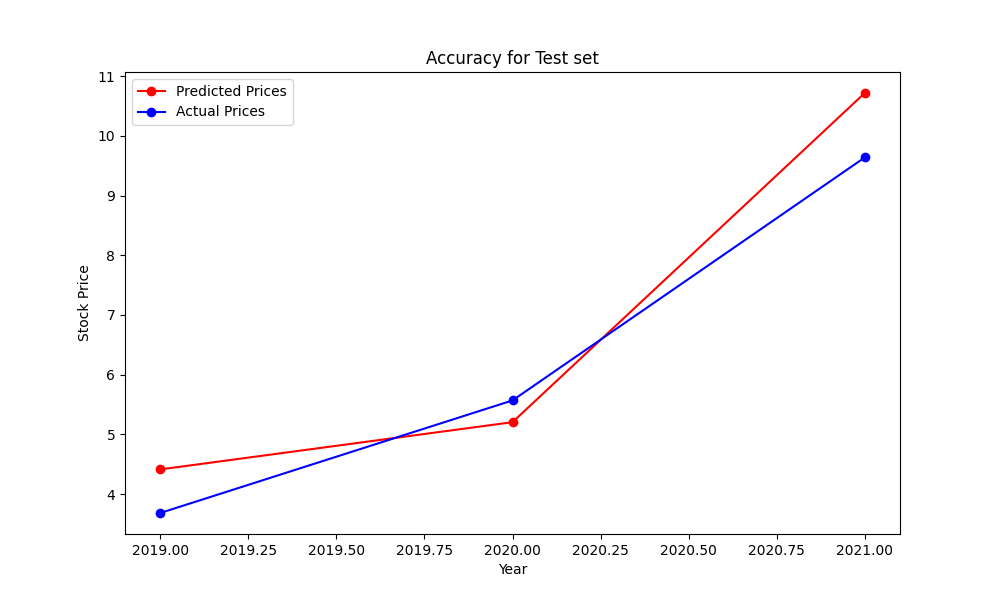 Accuracy for Test set
Predicted Prices
Actual Prices
11
10
9
8
7
6
5
4
Stock Price
2019.00 2019.25 2019.50 2019.75 2020.00 2020.25 2020.50 2020.75 2021.00
Year